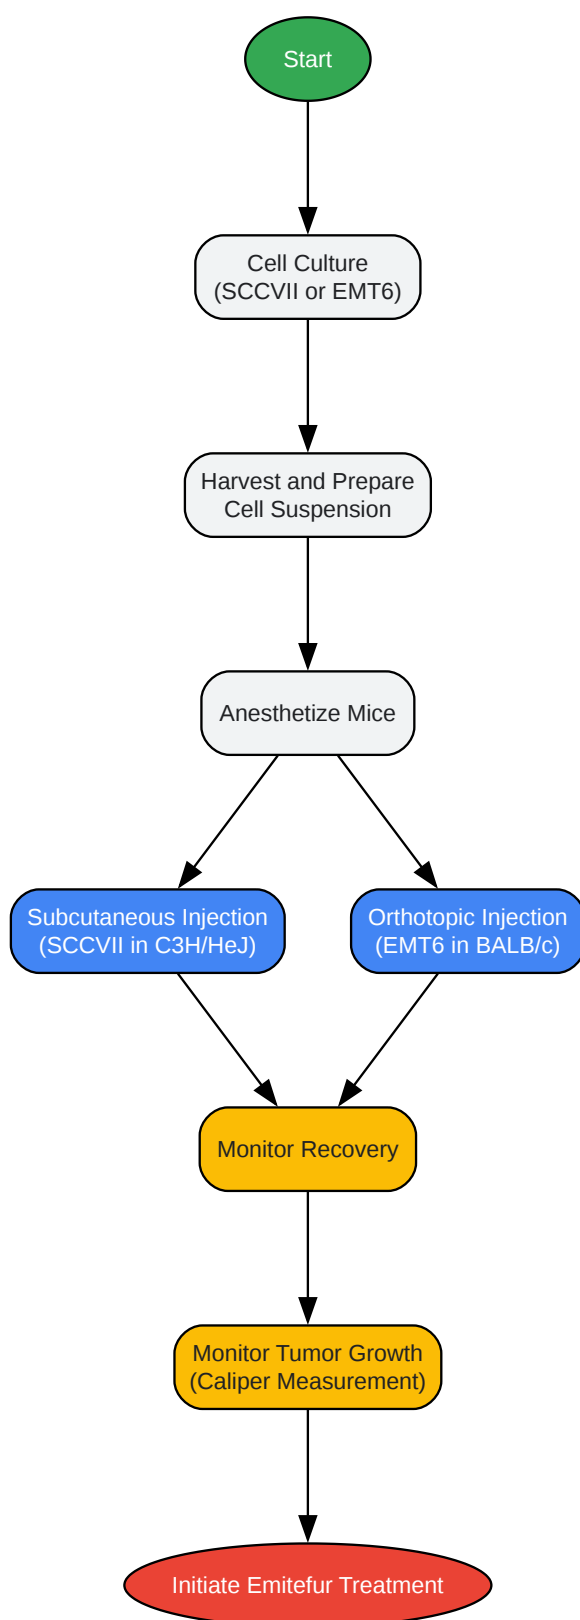 Start
Cell Culture
(SCCVII or EMT6)
Harvest and Prepare
Cell Suspension
Anesthetize Mice
Subcutaneous Injection
(SCCVII in C3H/HeJ)
Orthotopic Injection
(EMT6 in BALB/c)
Monitor Recovery
Monitor Tumor Growth
(Caliper Measurement)
Initiate Emitefur Treatment